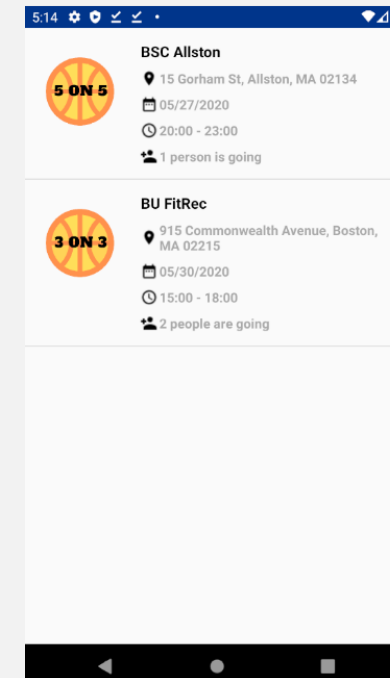 5:14
BSC Allston
5 ON 5
15 Gorham St, Allston, MA 02134
05/27/2020
20:00 - 23:00
1 person is going
BU FitRec
3 ON 3
915 Commonwealth Avenue, Boston,
MA 02215
05/30/2020
15:00 - 18:00
2 people are going